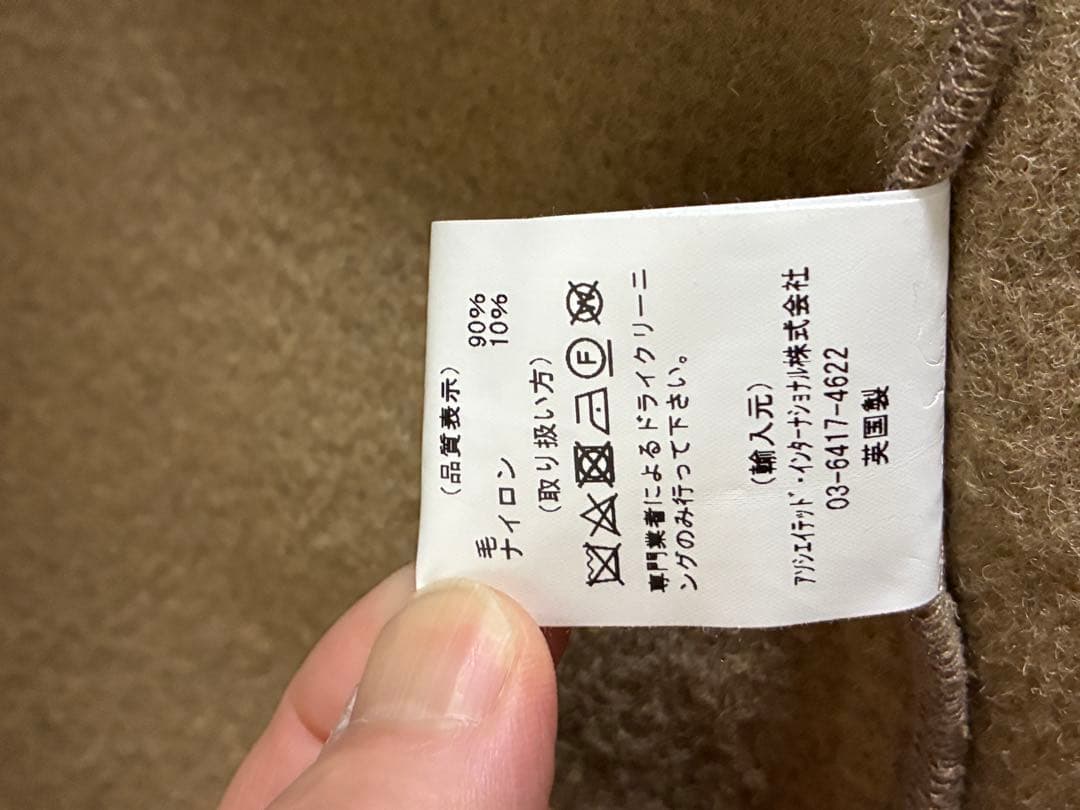 (品質表示)
毛 90%
ナイロン 10%
(取り扱い方)
F W
専門業者によるドライクリーニ
ングのみ行って下さい。
(輸入元)
ｱｿｼｴｲﾃｯﾄﾞ・ｲﾝﾀｰﾅｼｮﾅﾙ株式会社
03-6417-4622
英国製